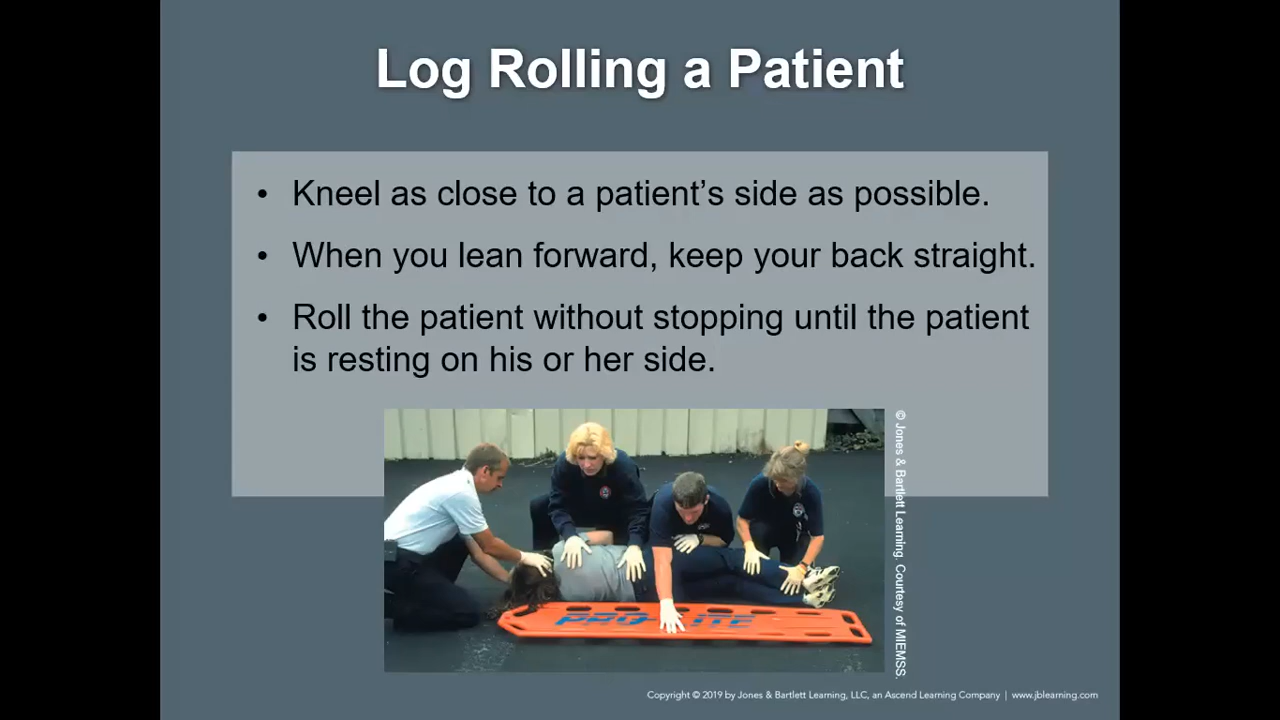 Log Rolling a Patient
• Kneel as close to a patient’s side as possible.
• When you lean forward, keep your back straight.
• Roll the patient without stopping until the patient
is resting on his or her side.
PRO-LITE
© Jones & Bartlett Learning. Courtesy of MIEMSS.
Copyright © 2019 by Jones & Bartlett Learning, LLC, an Ascend Learning Company | www.jblearning.com